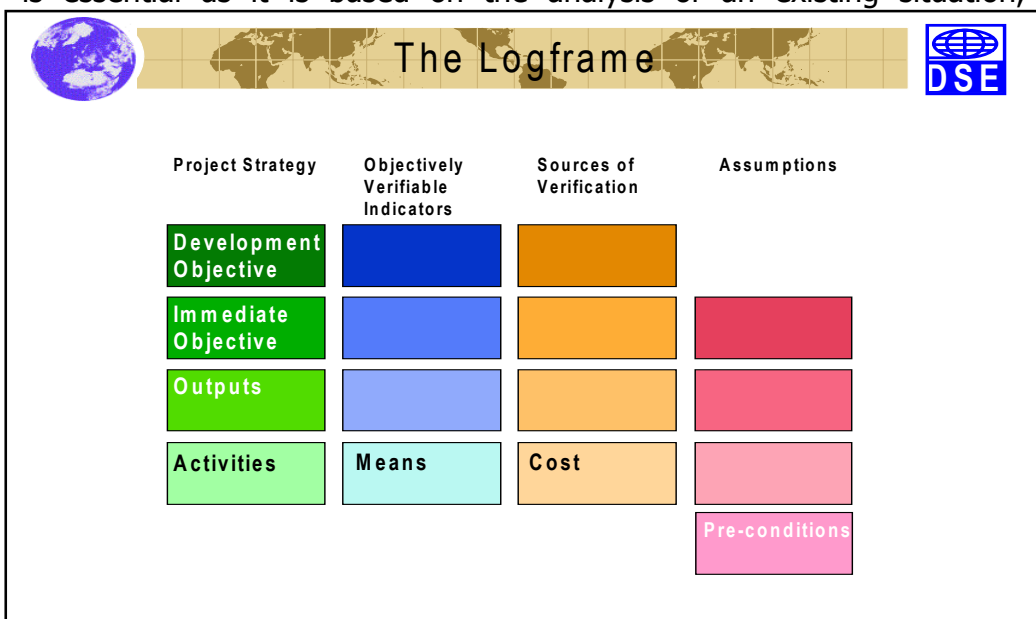 is essential as it is based on the analysis of an existing situation,
The Logframe
DSE
Project Strategy
Objectively
Verifiable
Indicators
Sources of
Verification
Assumptions
Development
Objective
Immediate
Objective
Outputs
Activities
Means
Cost
Pre-conditions